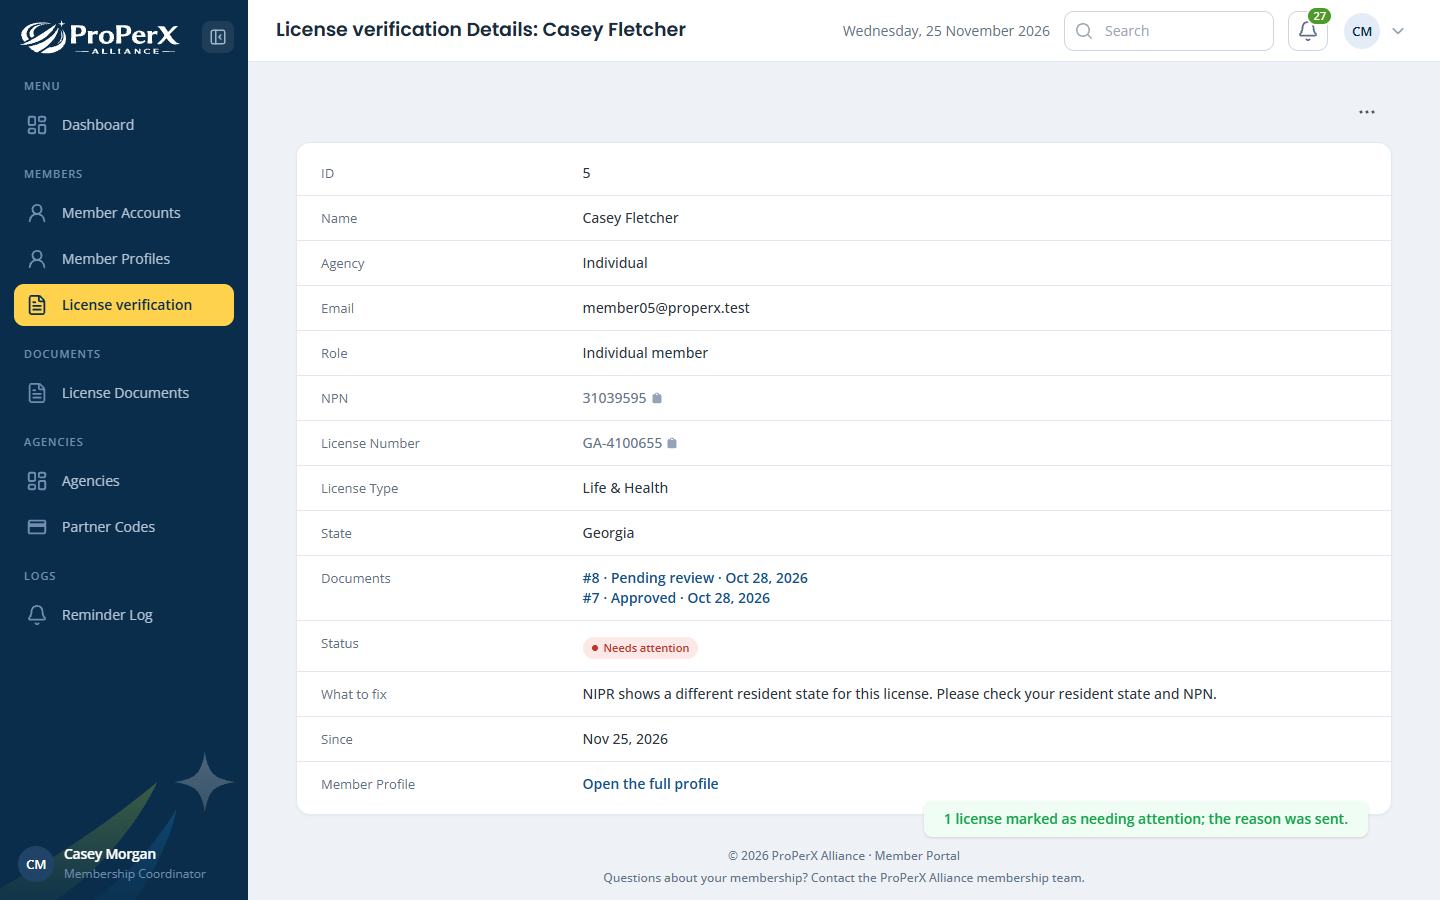 ProPerX
ALLIANCE
License verification Details: Casey Fletcher
Wednesday, 25 November 2026
Search
27
CM
MENU
Dashboard
MEMBERS
Member Accounts
Member Profiles
License verification
DOCUMENTS
License Documents
AGENCIES
Agencies
Partner Codes
LOGS
Reminder Log
CM
Casey Morgan
Membership Coordinator
ID 5
Name Casey Fletcher
Agency Individual
Email member05@properx.test
Role Individual member
NPN 31039595
License Number GA-4100655
License Type Life & Health
State Georgia
Documents #8 · Pending review · Oct 28, 2026
#7 · Approved · Oct 28, 2026
Status Needs attention
What to fix NIPR shows a different resident state for this license. Please check your resident state and NPN.
Since Nov 25, 2026
Member Profile Open the full profile
1 license marked as needing attention; the reason was sent.
© 2026 ProPerX Alliance · Member Portal
Questions about your membership? Contact the ProPerX Alliance membership team.